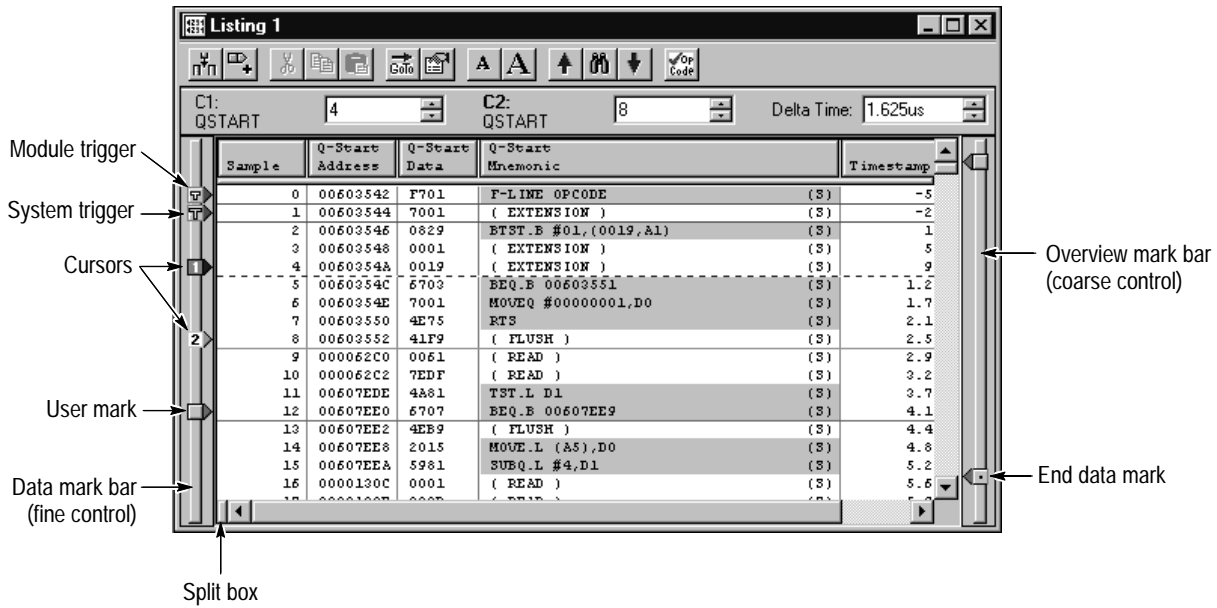 Listing 1
GoTo A A Op Code
C1: QSTART 4 C2: QSTART 8 Delta Time: 1.625us
Sample Q-Start Address Q-Start Data Q-Start Mnemonic Timestamp
0 00603542 F701 F-LINE OPCODE (S) -5
1 00603544 7001 ( EXTENSION ) (S) -2
2 00603546 0829 BTST.B #01,(0019,A1) (S) 1
3 00603548 0001 ( EXTENSION ) (S) 5
4 0060354A 0019 ( EXTENSION ) (S) 9
5 0060354C 6703 BEQ.B 00603551 (S) 1.2
6 0060354E 7001 MOVEQ #00000001,D0 (S) 1.7
7 00603550 4E75 RTS (S) 2.1
8 00603552 41F9 ( FLUSH ) (S) 2.5
9 000062C0 0061 ( READ ) (S) 2.9
10 000062C2 7EDF ( READ ) (S) 3.2
11 00607EDE 4A81 TST.L D1 (S) 3.7
12 00607EE0 6707 BEQ.B 00607EE9 (S) 4.1
13 00607EE2 4EB9 ( FLUSH ) (S) 4.4
14 00607EE8 2015 MOVE.L (A5),D0 (S) 4.8
15 00607EEA 5981 SUBQ.L #4,D1 (S) 5.2
16 0000130C 0001 ( READ ) (S) 5.6
Module trigger
T
System trigger
T
Cursors
1
2
User mark
Data mark bar
(fine control)
Split box
Overview mark bar
(coarse control)
End data mark